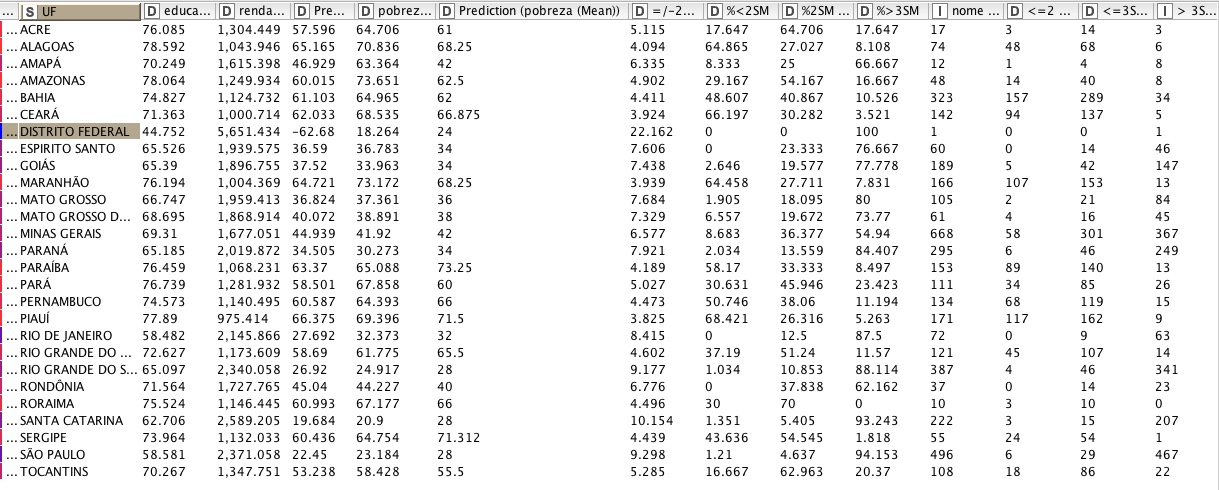 ... S UF D educa... D renda... D Pre... D pobrez... D Prediction (pobreza (Mean)) D =/-2... D %<2SM D %2SM ... D %>3SM I nome ... D <=2 ... D <=3S... I > 3S...
... ACRE 76.085 1,304.449 57.596 64.706 61 5.115 17.647 64.706 17.647 17 3 14 3
... ALAGOAS 78.592 1,043.946 65.165 70.836 68.25 4.094 64.865 27.027 8.108 74 48 68 6
... AMAPÁ 70.249 1,615.398 46.929 63.364 42 6.335 8.333 25 66.667 12 1 4 8
... AMAZONAS 78.064 1,249.934 60.015 73.651 62.5 4.902 29.167 54.167 16.667 48 14 40 8
... BAHIA 74.827 1,124.732 61.103 64.965 62 4.411 48.607 40.867 10.526 323 157 289 34
... CEARÁ 71.363 1,000.714 62.033 68.535 66.875 3.924 66.197 30.282 3.521 142 94 137 5
... DISTRITO FEDERAL 44.752 5,651.434 -62.68 18.264 24 22.162 0 0 100 1 0 0 1
... ESPIRITO SANTO 65.526 1,939.575 36.59 36.783 34 7.606 0 23.333 76.667 60 0 14 46
... GOIÁS 65.39 1,896.755 37.52 33.963 34 7.438 2.646 19.577 77.778 189 5 42 147
... MARANHÃO 76.194 1,004.369 64.721 73.172 68.25 3.939 64.458 27.711 7.831 166 107 153 13
... MATO GROSSO 66.747 1,959.413 36.824 37.361 36 7.684 1.905 18.095 80 105 2 21 84
... MATO GROSSO D... 68.695 1,868.914 40.072 38.891 38 7.329 6.557 19.672 73.77 61 4 16 45
... MINAS GERAIS 69.31 1,677.051 44.939 41.92 42 6.577 8.683 36.377 54.94 668 58 301 367
... PARANÁ 65.185 2,019.872 34.505 30.273 34 7.921 2.034 13.559 84.407 295 6 46 249
... PARAÍBA 76.459 1,068.231 63.37 65.088 73.25 4.189 58.17 33.333 8.497 153 89 140 13
... PARÁ 76.739 1,281.932 58.501 67.858 60 5.027 30.631 45.946 23.423 111 34 85 26
... PERNAMBUCO 74.573 1,140.495 60.587 64.393 66 4.473 50.746 38.06 11.194 134 68 119 15
... PIAUÍ 77.89 975.414 66.375 69.396 71.5 3.825 68.421 26.316 5.263 171 117 162 9
... RIO DE JANEIRO 58.482 2,145.866 27.692 32.373 32 8.415 0 12.5 87.5 72 0 9 63
... RIO GRANDE DO ... 72.627 1,173.609 58.69 61.775 65.5 4.602 37.19 51.24 11.57 121 45 107 14
... RIO GRANDE DO S... 65.097 2,340.058 26.92 24.917 28 9.177 1.034 10.853 88.114 387 4 46 341
... RONDÔNIA 71.564 1,727.765 45.04 44.227 40 6.776 0 37.838 62.162 37 0 14 23
... RORAIMA 75.524 1,146.445 60.993 67.177 66 4.496 30 70 0 10 3 10 0
... SANTA CATARINA 62.706 2,589.205 19.684 20.9 28 10.154 1.351 5.405 93.243 222 3 15 207
... SERGIPE 73.964 1,132.033 60.436 64.754 71.312 4.439 43.636 54.545 1.818 55 24 54 1
... SÃO PAULO 58.581 2,371.058 22.45 23.184 28 9.298 1.21 4.637 94.153 496 6 29 467
... TOCANTINS 70.267 1,347.751 53.238 58.428 55.5 5.285 16.667 62.963 20.37 108 18 86 22